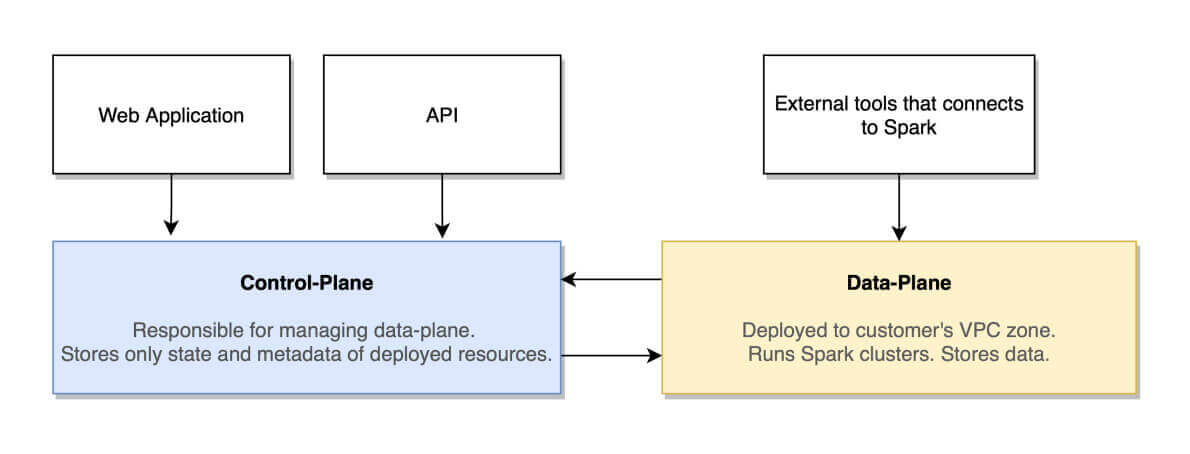 Web Application
API
External tools that connects
to Spark
Control-Plane
Responsible for managing data-plane.
Stores only state and metadata of deployed resources.
Data-Plane
Deployed to customer's VPC zone.
Runs Spark clusters. Stores data.